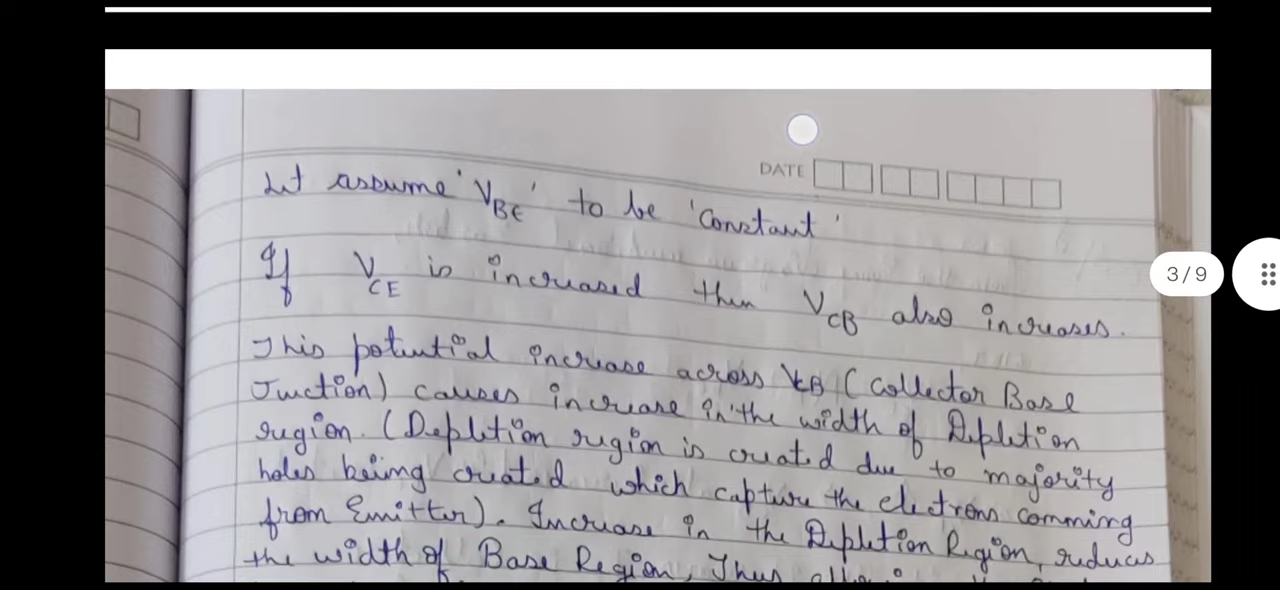 DATE
Let assume 'VBE' to be 'Constant'
If VCE is increased then VCB also increases.
3/9
This potential increase across VCB (Collector Base
Juction) causes increase in the width of Depletion
region. (Depletion region is created due to majority
holes being created which capture the electrons comming
from Emitter). Increase in the Depletion Region, reduces
the width of Base Region, Thus